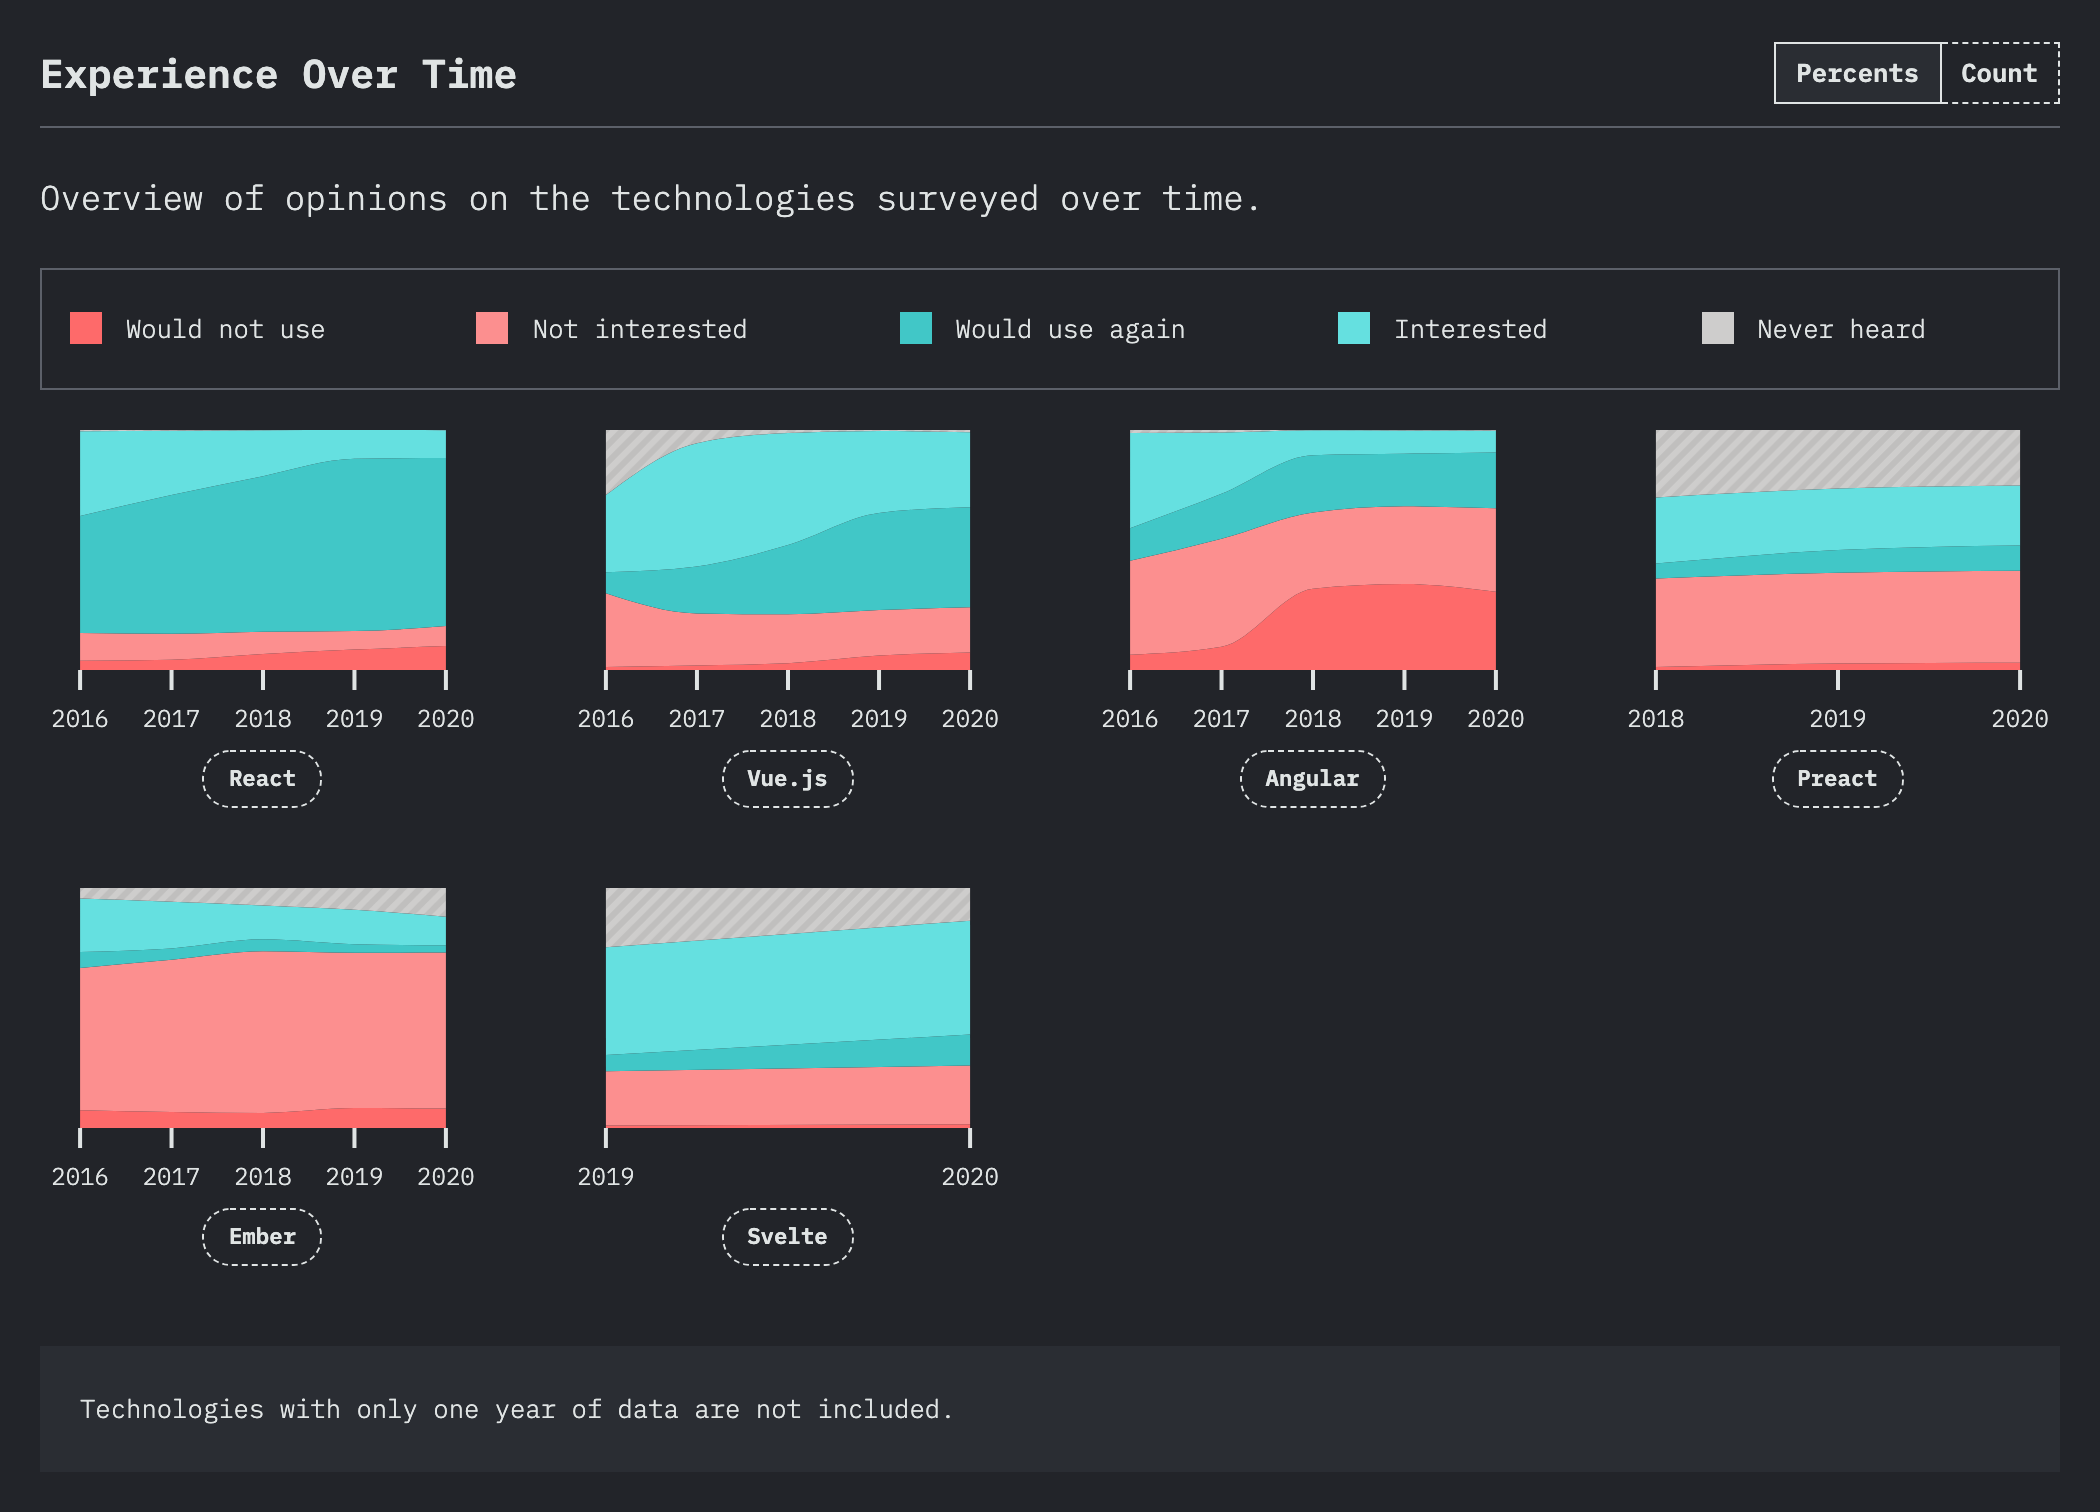 Experience Over Time
Percents Count
Overview of opinions on the technologies surveyed over time.
Would not use Not interested Would use again Interested Never heard
2016 2017 2018 2019 2020
React
2016 2017 2018 2019 2020
Vue.js
2016 2017 2018 2019 2020
Angular
2018 2019 2020
Preact
2016 2017 2018 2019 2020
Ember
2019 2020
Svelte
Technologies with only one year of data are not included.